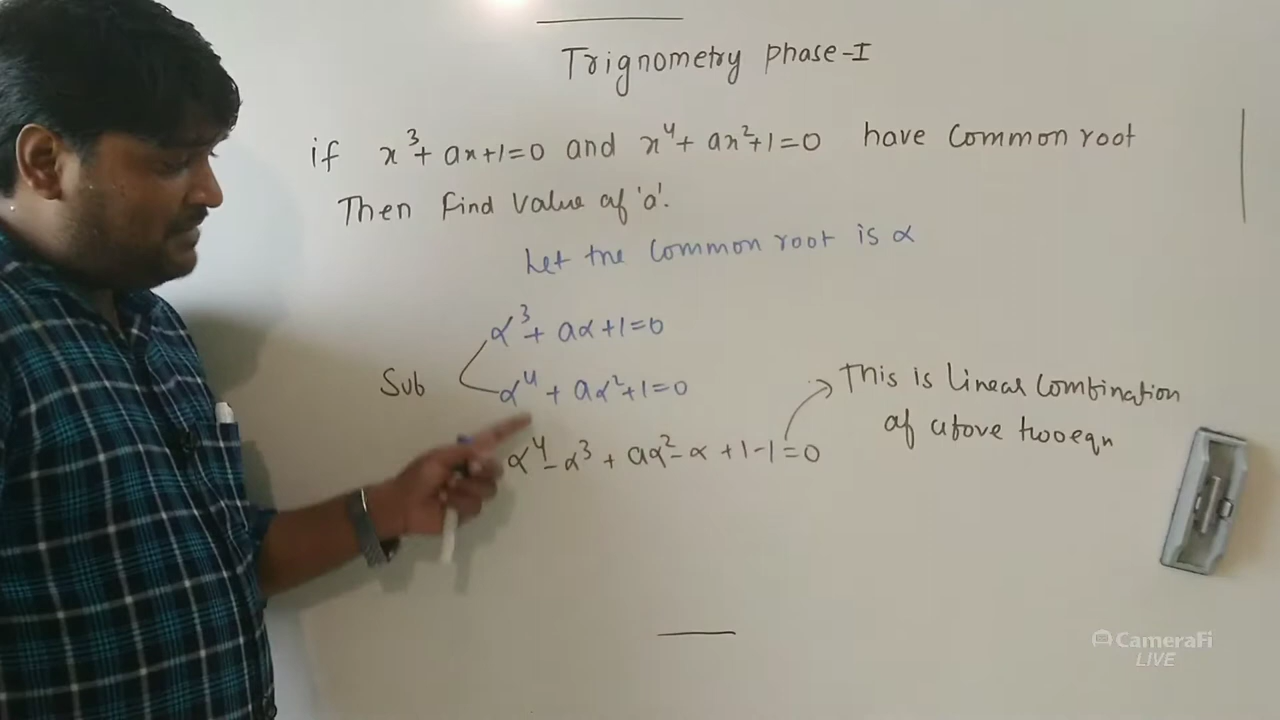 Trignometry phase-I
if x³+ ax+1=0 and x⁴+ ax²+1=0 have common root
Then find value of 'a'.
Let the common root is α
α³+ aα+1=0
Sub α⁴ + aα²+1=0
This is linear combination
of above two eqn
α⁴-α³ + aα²-α +1-1=0
CameraFi
LIVE